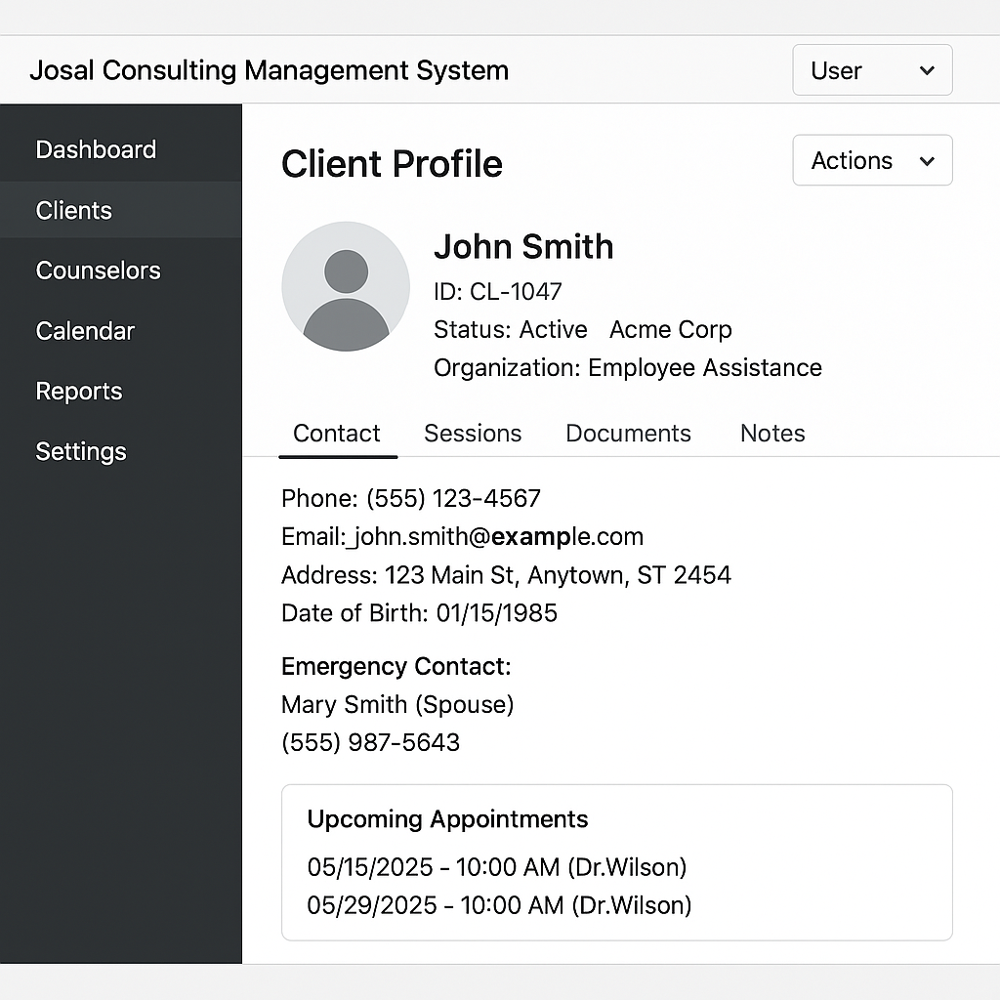 Josal Consulting Management System
User
Dashboard
Clients
Counselors
Calendar
Reports
Settings
Client Profile
Actions
John Smith
ID: CL-1047
Status: Active Acme Corp
Organization: Employee Assistance
Contact Sessions Documents Notes
Phone: (555) 123-4567
Email:_john.smith@example.com
Address: 123 Main St, Anytown, ST 2454
Date of Birth: 01/15/1985
Emergency Contact:
Mary Smith (Spouse)
(555) 987-5643
Upcoming Appointments
05/15/2025 - 10:00 AM (Dr.Wilson)
05/29/2025 - 10:00 AM (Dr.Wilson)